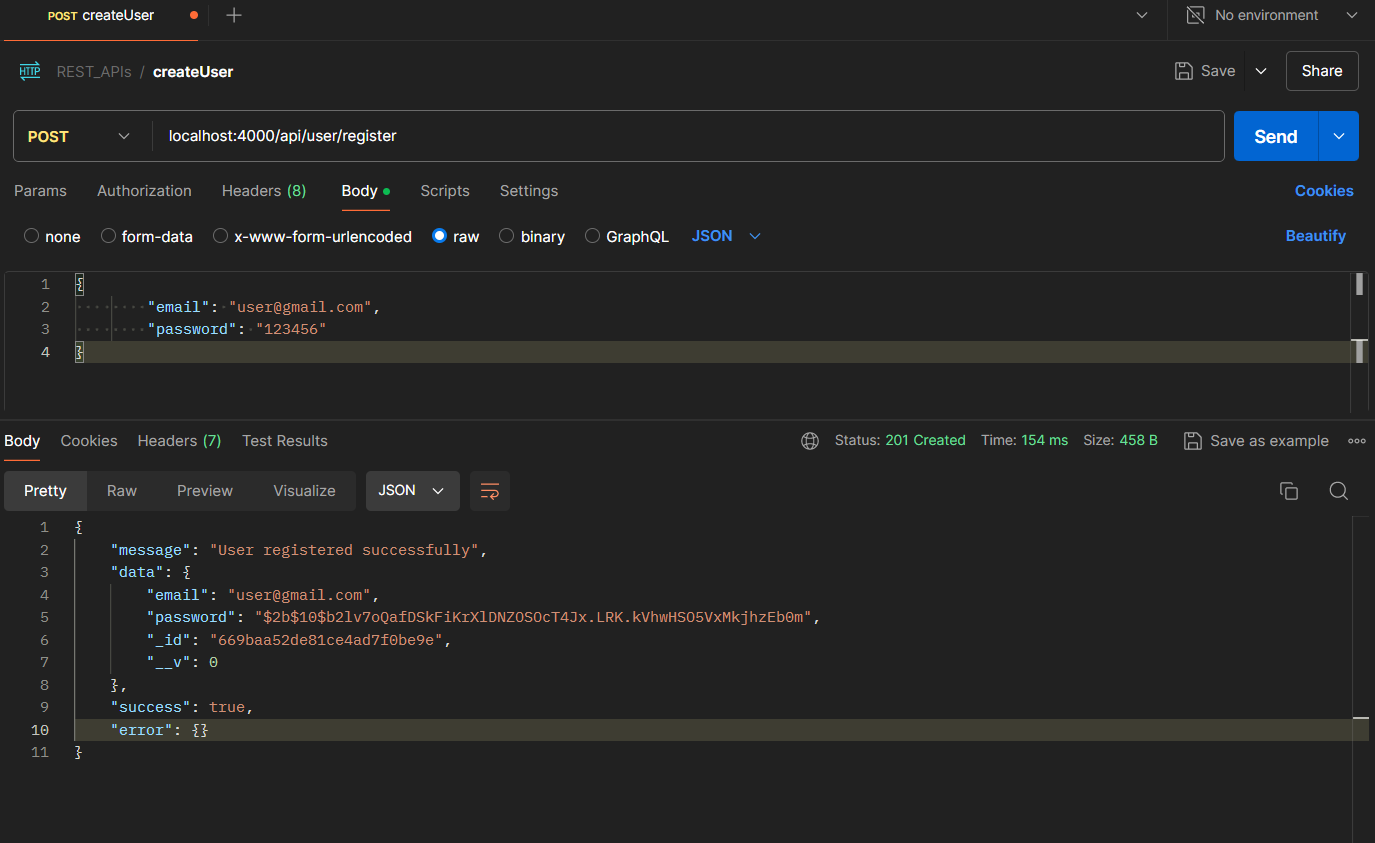 POST createUser
No environment
HTTP REST_APIs / createUser
Save
Share
POST localhost:4000/api/user/register
Send
Params Authorization Headers (8) Body Scripts Settings Cookies
none form-data x-www-form-urlencoded raw binary GraphQL JSON Beautify
1 {
2 "email": "user@gmail.com",
3 "password": "123456"
4 }
Body Cookies Headers (7) Test Results Status: 201 Created Time: 154 ms Size: 458 B Save as example
Pretty Raw Preview Visualize JSON
1 {
2 "message": "User registered successfully",
3 "data": {
4 "email": "user@gmail.com",
5 "password": "$2b$10$b2lv7oQafDSkFiKrXlDNZOSOcT4Jx.LRK.kVhwHSO5VxMkjhzEb0m",
6 "_id": "669baa52de81ce4ad7f0be9e",
7 "__v": 0
8 },
9 "success": true,
10 "error": {}
11 }